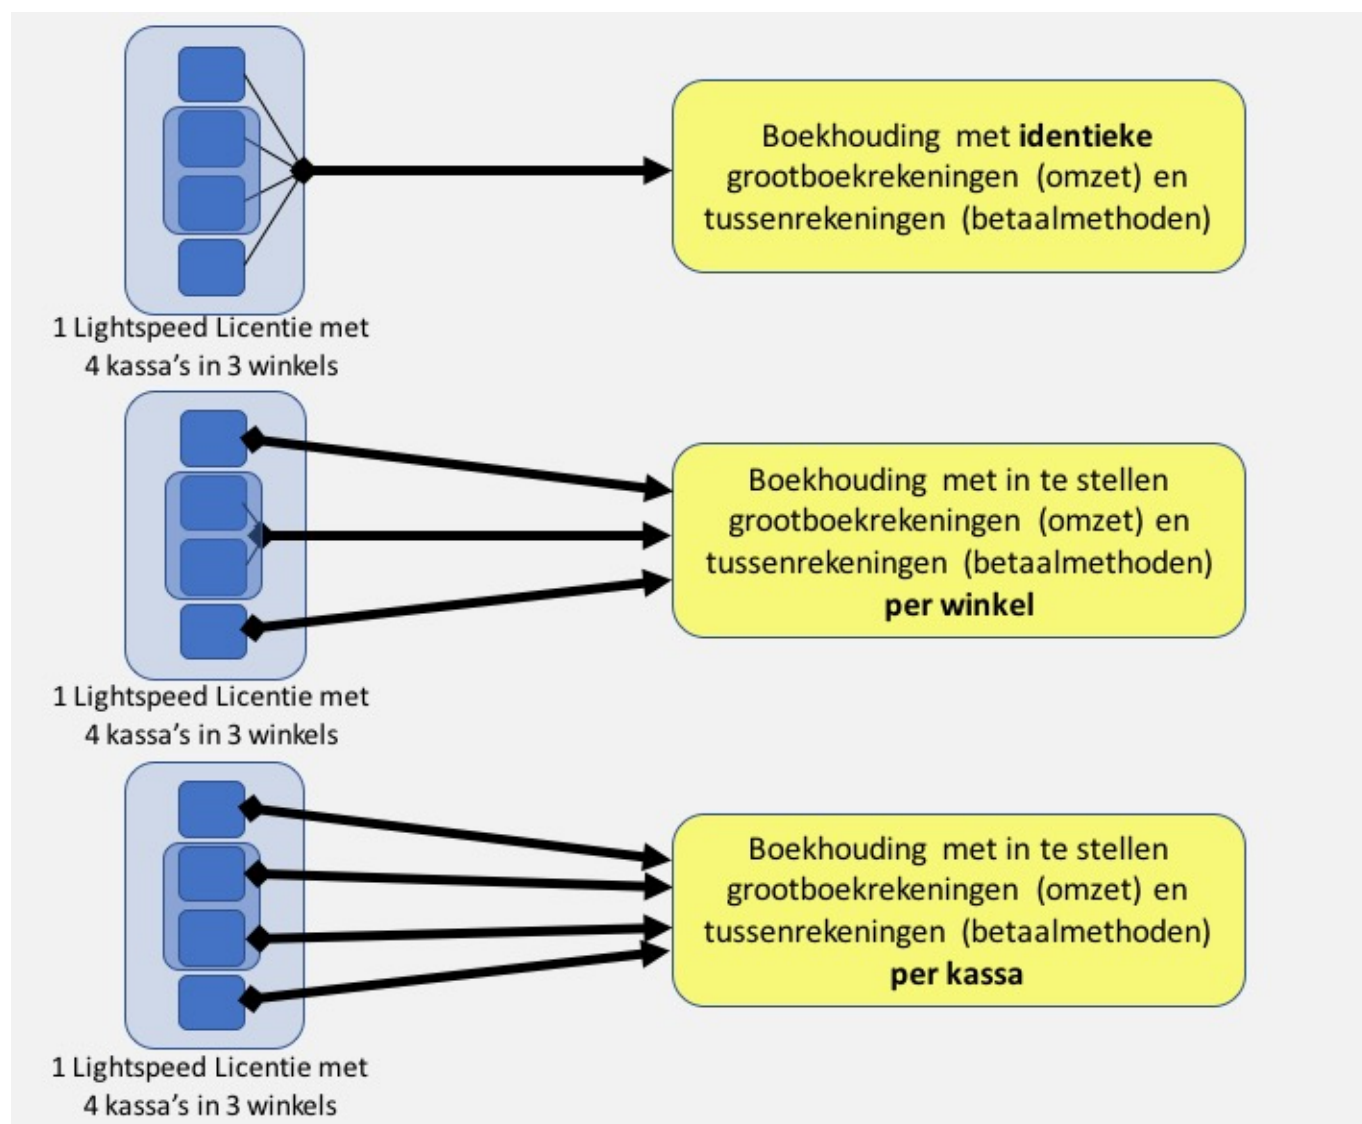 Boekhouding met identieke
grootboekrekeningen (omzet) en
tussenrekeningen (betaalmethoden)
1 Lightspeed Licentie met
4 kassa's in 3 winkels
Boekhouding met in te stellen
grootboekrekeningen (omzet) en
tussenrekeningen (betaalmethoden)
per winkel
1 Lightspeed Licentie met
4 kassa's in 3 winkels
Boekhouding met in te stellen
grootboekrekeningen (omzet) en
tussenrekeningen (betaalmethoden)
per kassa
1 Lightspeed Licentie met
4 kassa's in 3 winkels